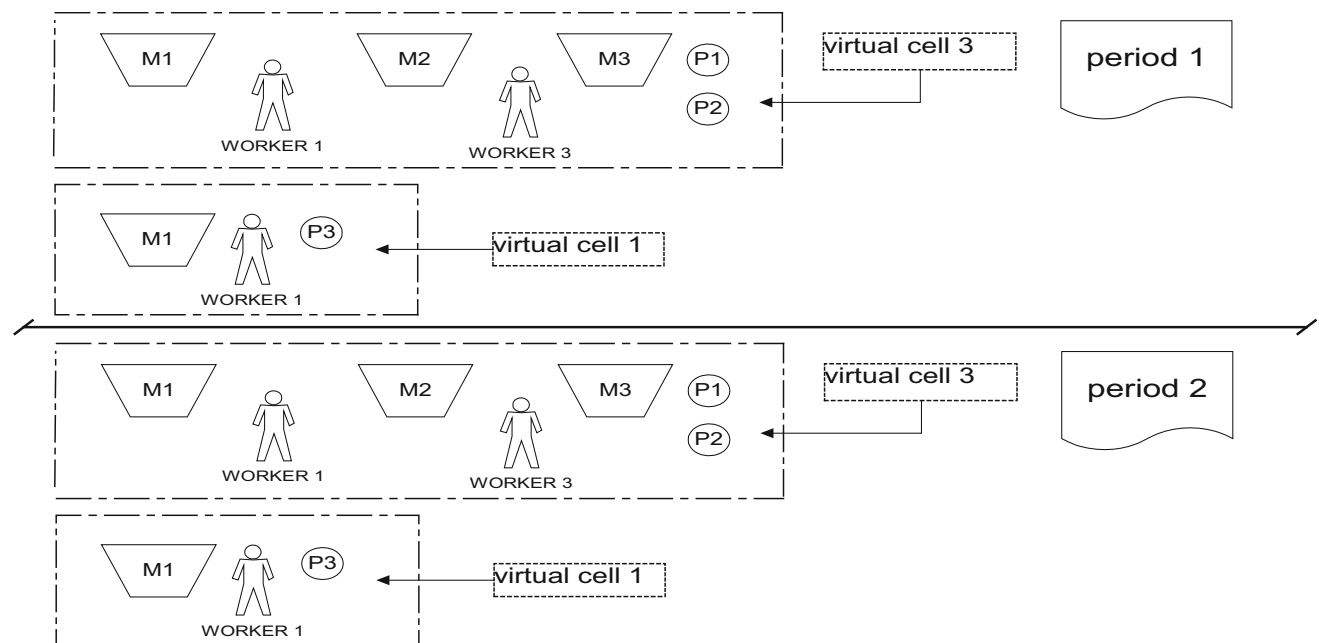 M1 M2 M3 P1 virtual cell 3 period 1
P2
WORKER 1 WORKER 3
M1 P3 virtual cell 1
WORKER 1
M1 M2 M3 P1 virtual cell 3 period 2
P2
WORKER 1 WORKER 3
M1 P3 virtual cell 1
WORKER 1